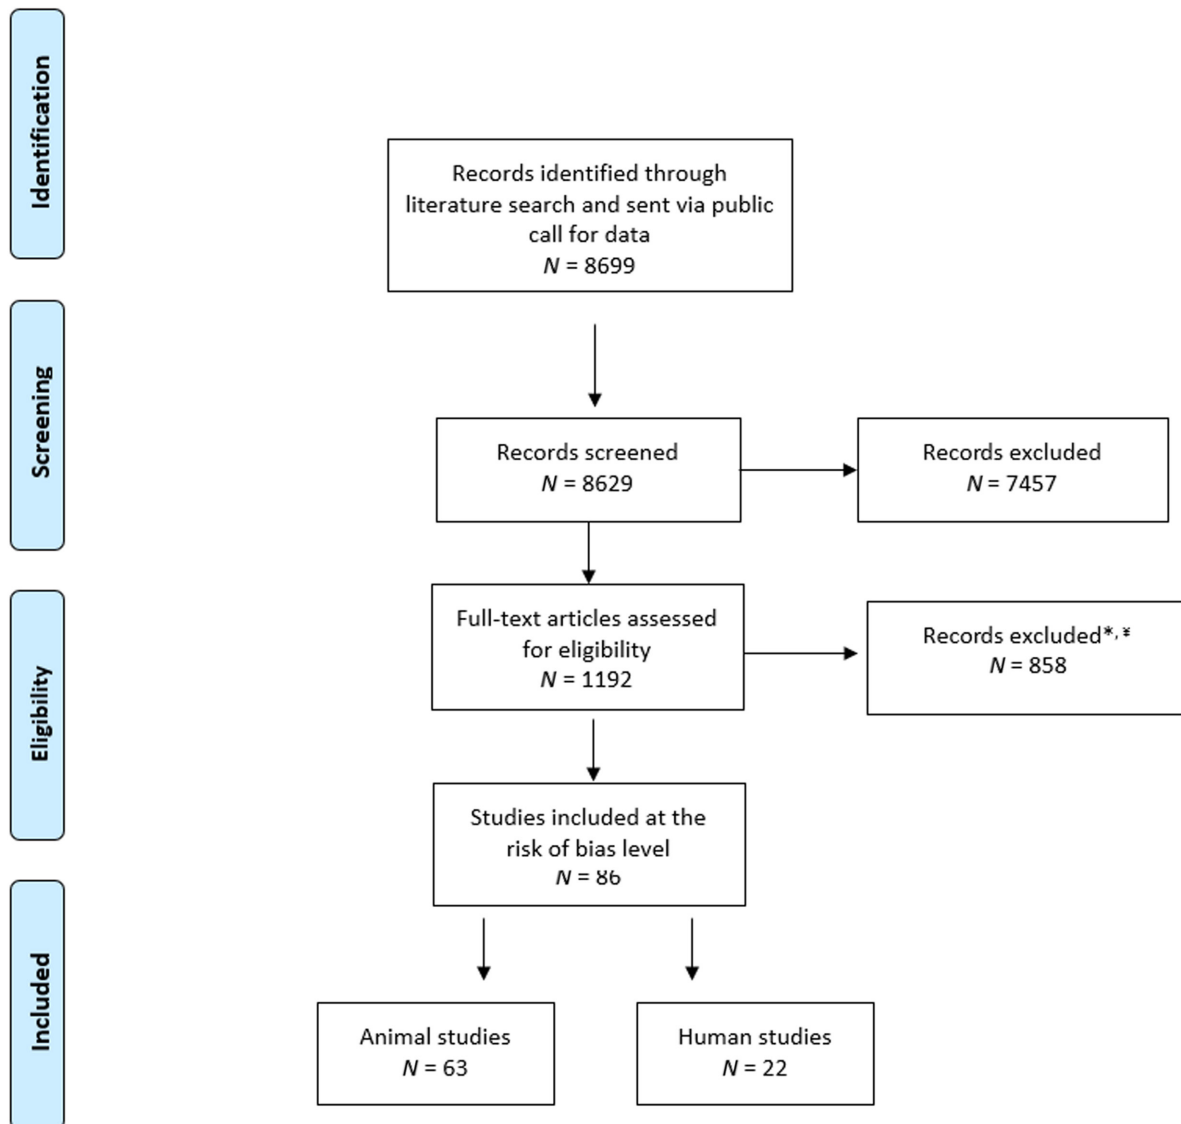 Identification
Records identified through
literature search and sent via public
call for data
N = 8699
Screening
Records screened
N = 8629
Records excluded
N = 7457
Eligibility
Full-text articles assessed
for eligibility
N = 1192
Records excluded*,¥
N = 858
Studies included at the
risk of bias level
N = 86
Included
Animal studies
N = 63
Human studies
N = 22